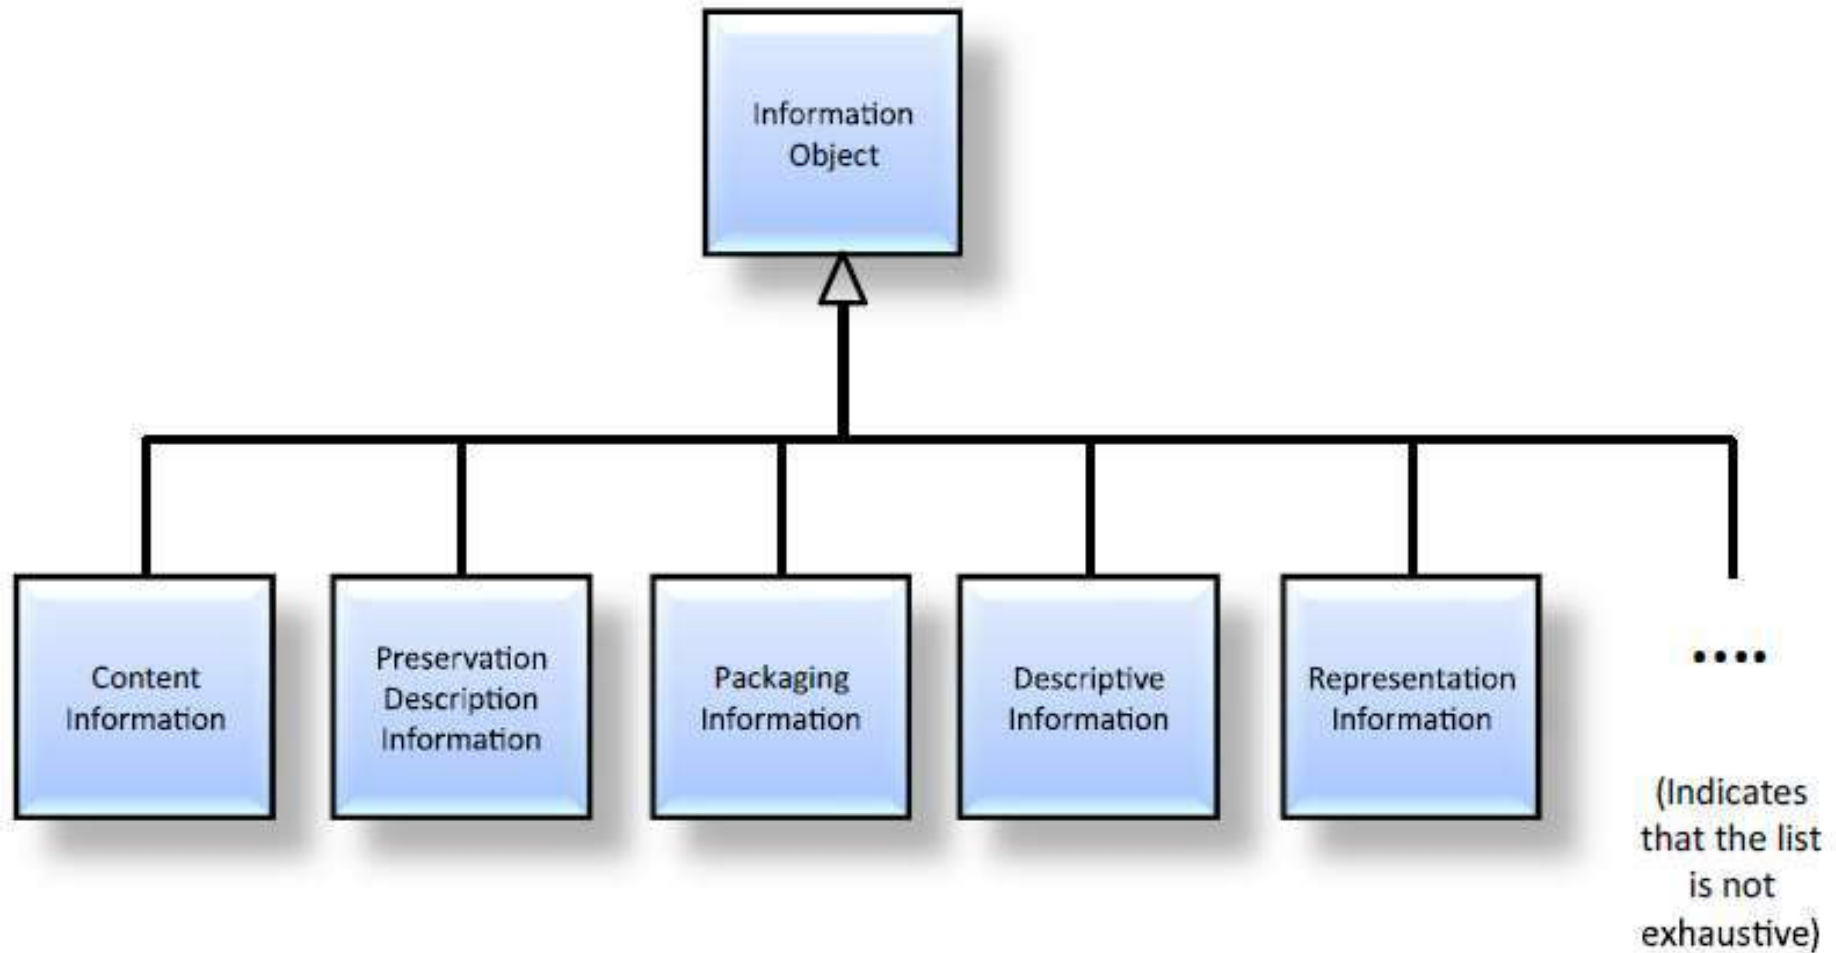 Information
Object
Content
Information
Preservation
Description
Information
Packaging
Information
Descriptive
Information
Representation
Information
....
(Indicates
that the list
is not
exhaustive)